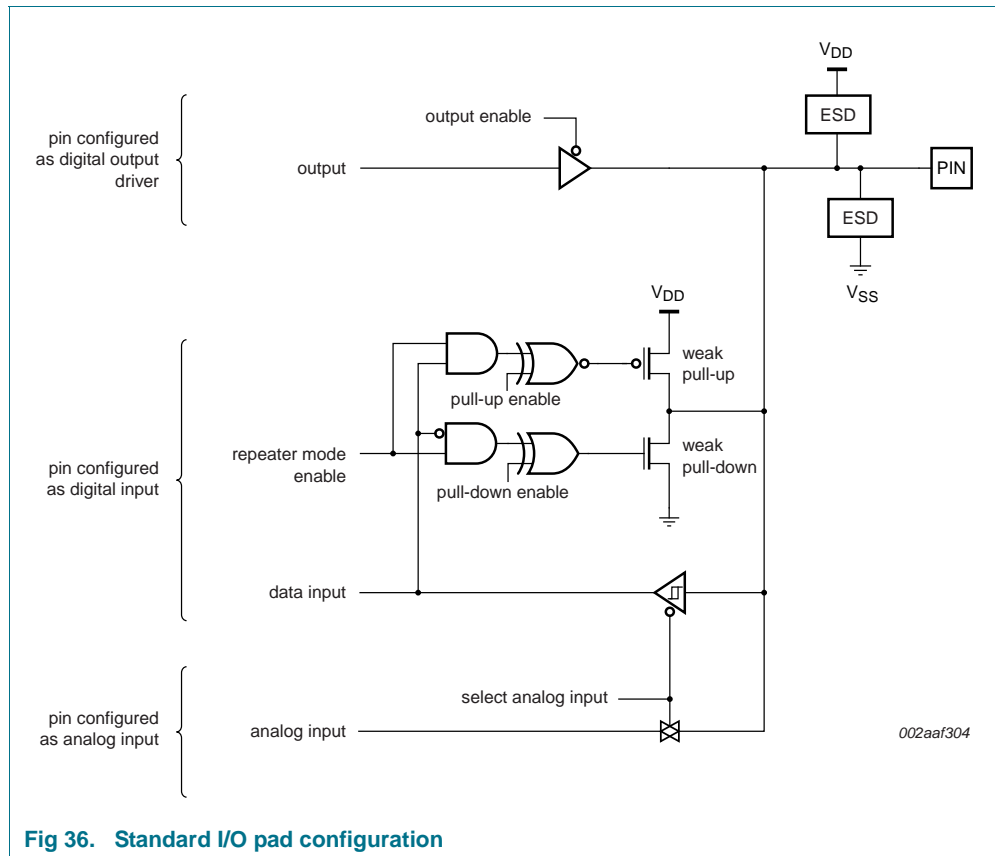 VDD
ESD
output enable
pin configured
as digital output
driver
output
PIN
ESD
VSS
VDD
weak
pull-up
pull-up enable
pin configured
as digital input
repeater mode
enable
weak
pull-down
pull-down enable
data input
select analog input
pin configured
as analog input
analog input
002aaf304
Fig 36. Standard I/O pad configuration